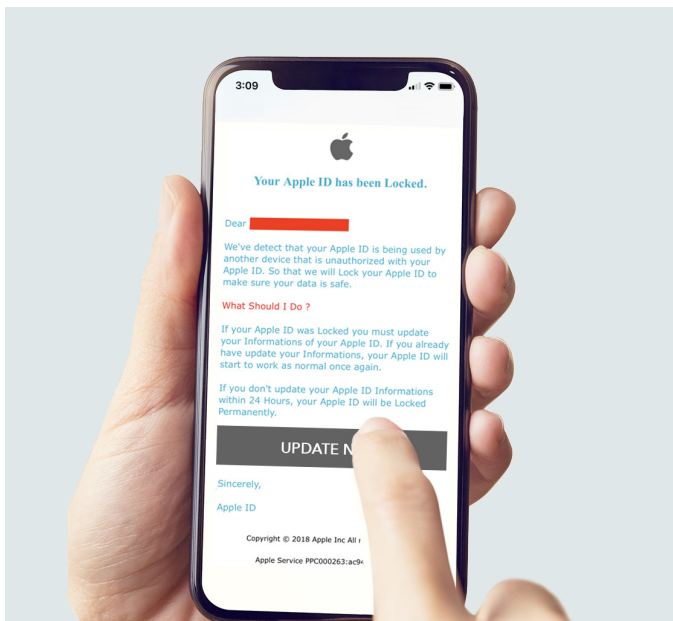 3:09
Your Apple ID has been Locked.
Dear
We've detect that your Apple ID is being used by
another device that is unauthorized with your
Apple ID. So that we will Lock your Apple ID to
make sure your data is safe.
What Should I Do ?
If your Apple ID was Locked you must update
your Informations of your Apple ID. If you already
have update your Informations, your Apple ID will
start to work as normal once again.
If you don't update your Apple ID Informations
within 24 Hours, your Apple ID will be Locked
Permanently.
UPDATE
Sincerely,
Apple ID
Copyright © 2018 Apple Inc All
Apple Service